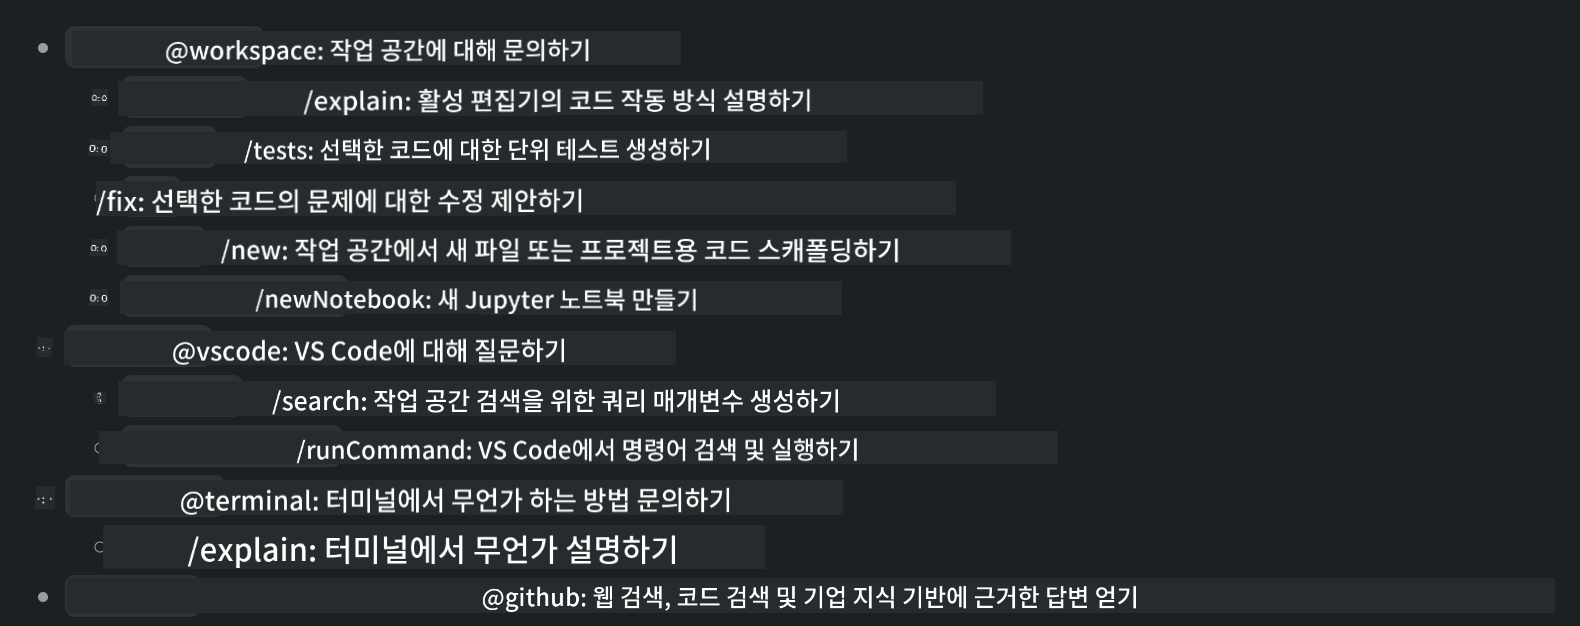 @workspace: 작업 공간에 대해 문의하기
/explain: 활성 편집기의 코드 작동 방식 설명하기
/tests: 선택한 코드에 대한 단위 테스트 생성하기
/fix: 선택한 코드의 문제에 대한 수정 제안하기
/new: 작업 공간에서 새 파일 또는 프로젝트용 코드 스캐폴딩하기
/newNotebook: 새 Jupyter 노트북 만들기
@vscode: VS Code에 대해 질문하기
/search: 작업 공간 검색을 위한 쿼리 매개변수 생성하기
/runCommand: VS Code에서 명령어 검색 및 실행하기
@terminal: 터미널에서 무언가 하는 방법 문의하기
/explain: 터미널에서 무언가 설명하기
@github: 웹 검색, 코드 검색 및 기업 지식 기반에 근거한 답변 얻기